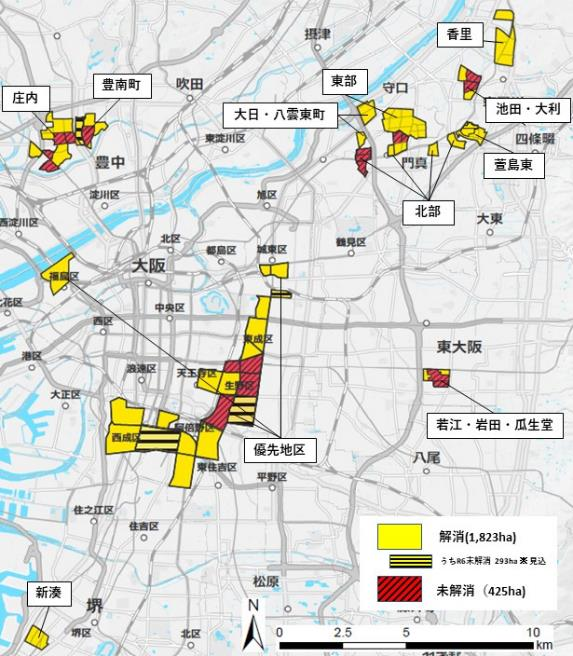 摂津
香里
吹田
東部
守口
豊南町
庄内
大日・八雲東町
池田・大利
東淀川区
四條畷
豊中
門真
萱島東
淀川区
旭区
北部
西淀川区
大東
北区
都島区
城東区
鶴見区
大阪
福島区
中央区
西区
東成区
東大阪
港区
浪速区
天王寺区
生野区
大正区
若江・岩田・瓜生堂
阿倍野区
西成区
優先地区
八尾
東住吉区
平野区
住之江区
住吉区
解消(1,823ha)
うちR6末解消 293ha ※見込
未解消（425ha）
松原
新湊
堺
堺区
北区
N
0 2.5 5 10
km